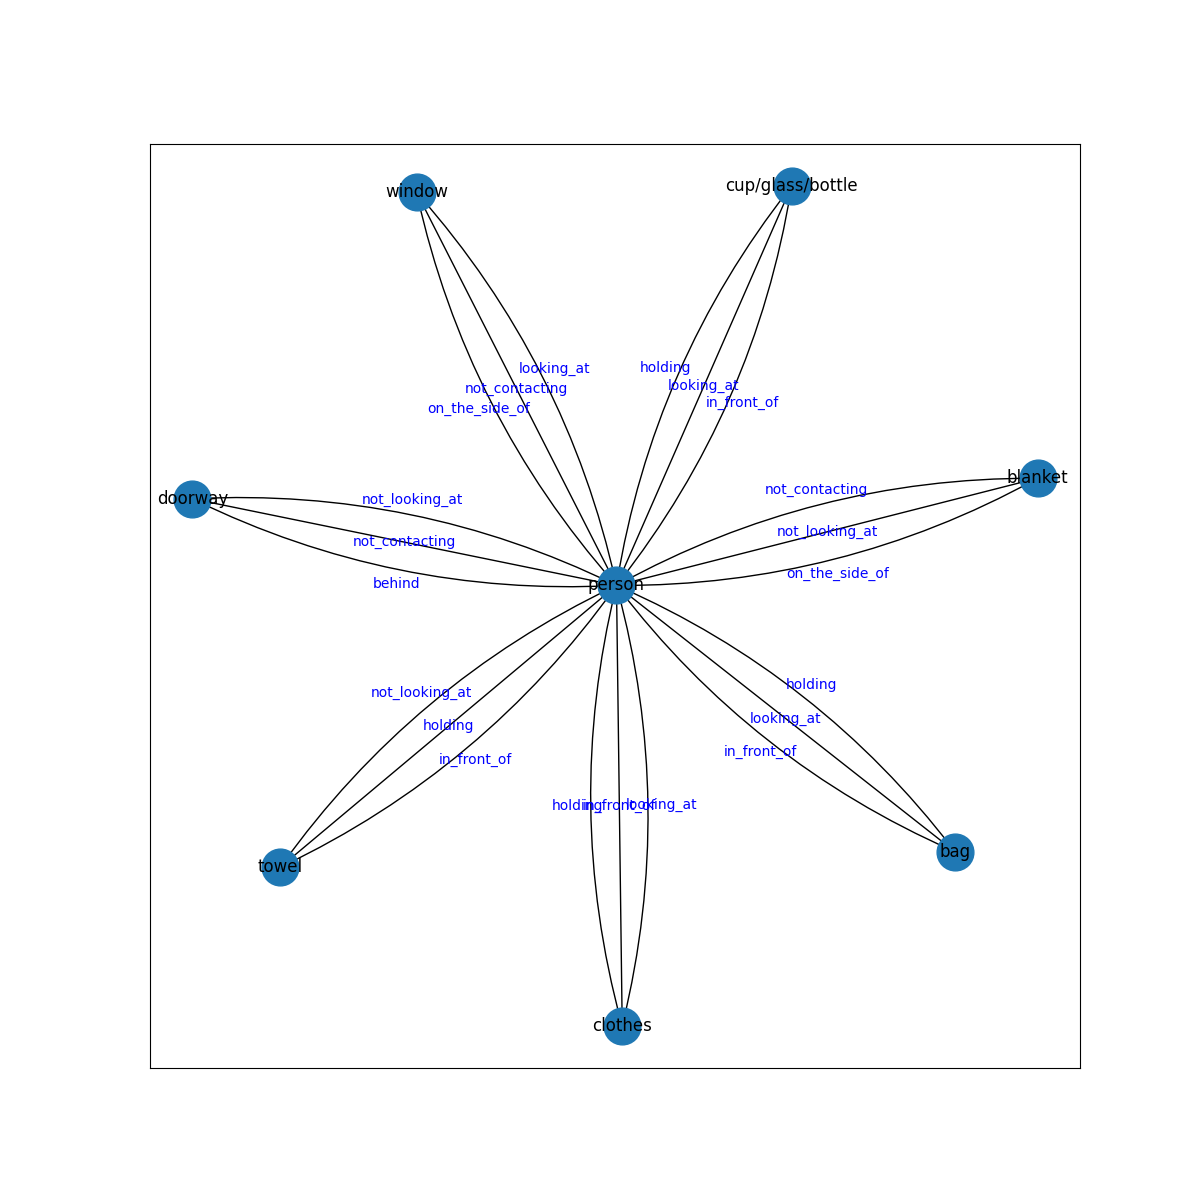 cup/glass/bottle
window
holding
looking_at
looking_at
not_contacting
in_front_of
on_the_side_of
blanket
not_contacting
doorway
not_looking_at
not_looking_at
not_contacting
on_the_side_of
behind
person
holding
not_looking_at
looking_at
holding
in_front_of
in_front_of
holding
in_front_of
looking_at
bag
towel
clothes